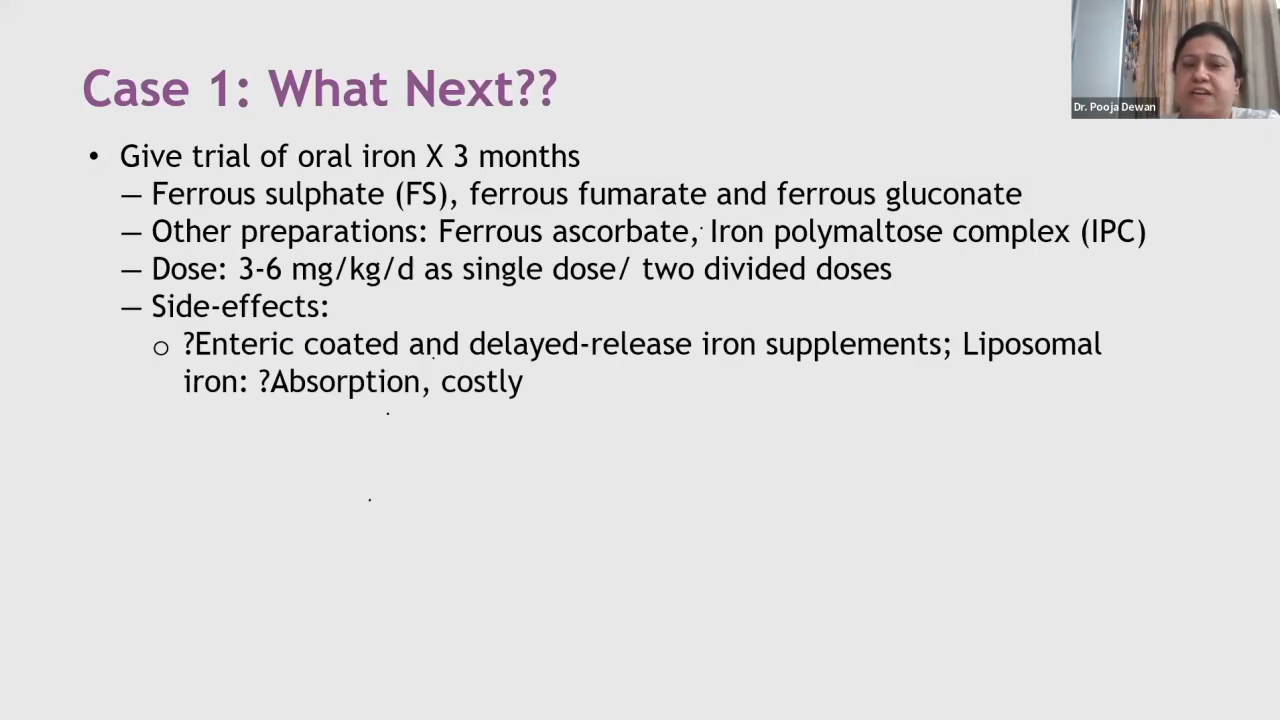 Case 1: What Next??
Dr. Pooja Dewan
• Give trial of oral iron X 3 months
– Ferrous sulphate (FS), ferrous fumarate and ferrous gluconate
– Other preparations: Ferrous ascorbate, Iron polymaltose complex (IPC)
– Dose: 3-6 mg/kg/d as single dose/ two divided doses
– Side-effects:
o ?Enteric coated and delayed-release iron supplements; Liposomal
iron: ?Absorption, costly